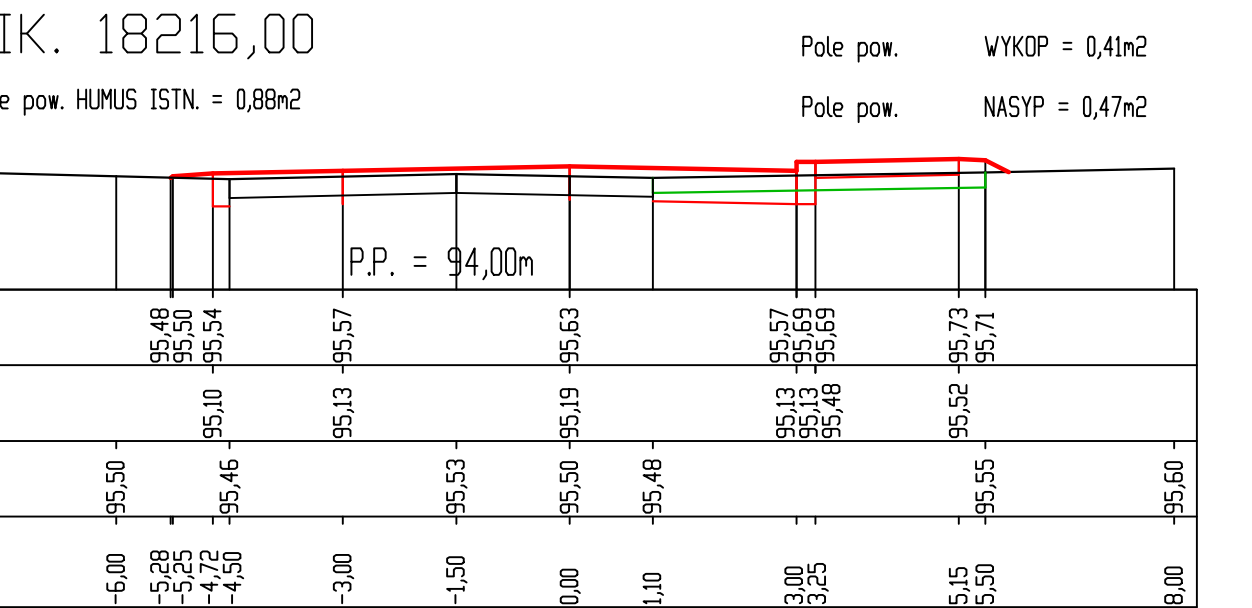 IK. 18216,00
Pole pow. WYKOP = 0,41m2
e pow. HUMUS ISTN. = 0,88m2
Pole pow. NASYP = 0,47m2
P.P. = 94,00m
95,48 95,50 95,54 95,57 95,63 95,57 95,69 95,69 95,73 95,71
95,10 95,13 95,19 95,13 95,13 95,48 95,52
95,50 95,46 95,53 95,50 95,48 95,55 95,60
-6,00 -5,28 -5,25 -4,72 -4,50 -3,00 -1,50 0,00 1,10 3,00 3,25 5,15 5,50 8,00